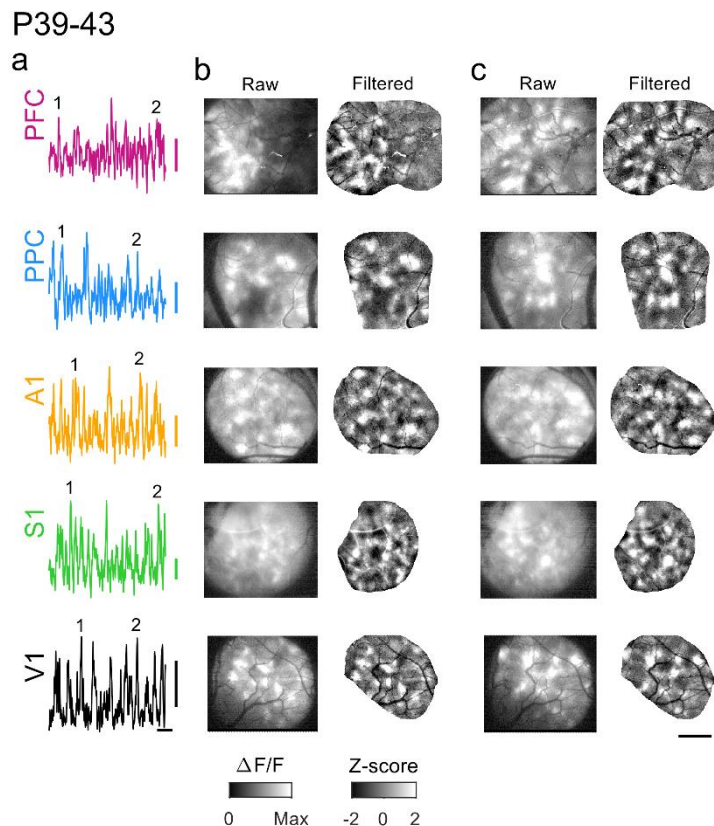 P39-43
a
b
c
Raw
Filtered
Raw
Filtered
PFC
1
2
PPC
1
2
A1
1
2
S1
1
2
V1
1
2
ΔF/F
Z-score
0
Max
-2
0
2